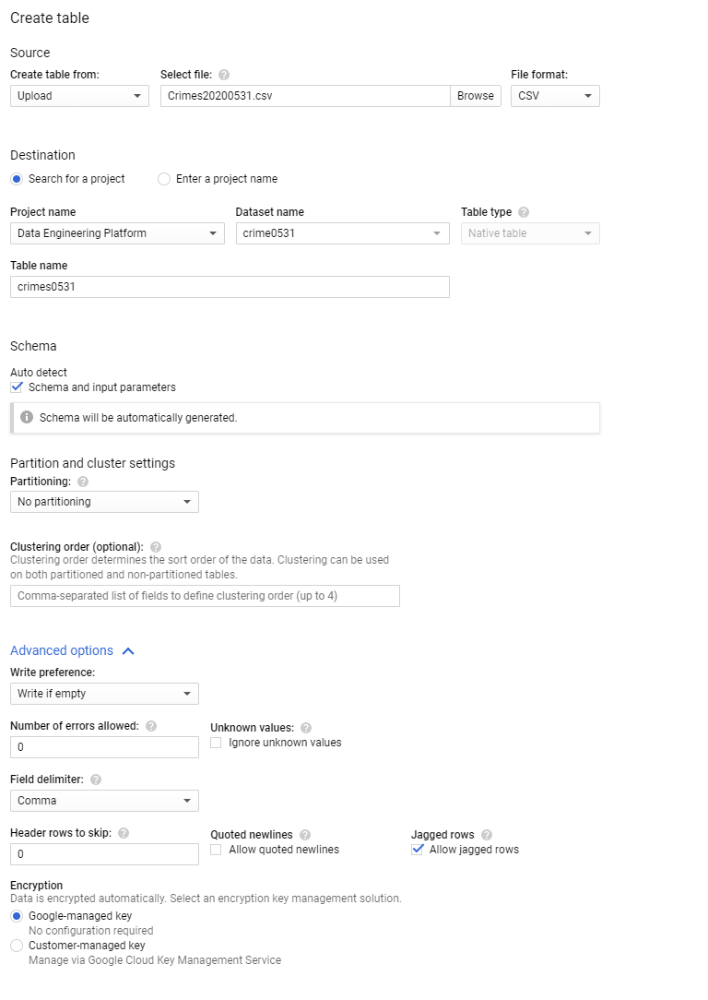 Create table
Source
Create table from: Select file: File format:
Upload Crimes20200531.csv Browse CSV
Destination
Search for a project Enter a project name
Project name Dataset name Table type
Data Engineering Platform crime0531 Native table
Table name
crimes0531
Schema
Auto detect
Schema and input parameters
Schema will be automatically generated.
Partition and cluster settings
Partitioning:
No partitioning
Clustering order (optional):
Clustering order determines the sort order of the data. Clustering can be used
on both partitioned and non-partitioned tables.
Comma-separated list of fields to define clustering order (up to 4)
Advanced options
Write preference:
Write if empty
Number of errors allowed: Unknown values:
0 Ignore unknown values
Field delimiter:
Comma
Header rows to skip: Quoted newlines Jagged rows
0 Allow quoted newlines Allow jagged rows
Encryption
Data is encrypted automatically. Select an encryption key management solution.
Google-managed key
No configuration required
Customer-managed key
Manage via Google Cloud Key Management Service